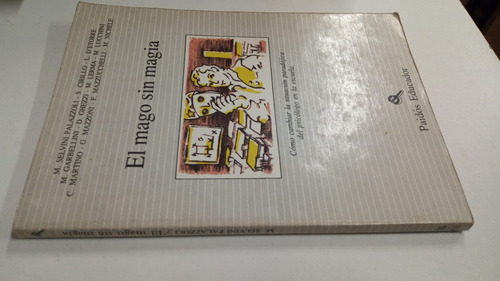 M. SELVINI PALAZZOLI - S. CIRILLO - L. D'ETORRE
M. GARBELLINI - D. GHEZZI - M. LERMA - M. LUCCHINI
C. MARTINO - G. MAZZONI - F. MAZZUCCHELLI - M. NICHELE
El mago sin magia
Cómo cambiar la situación paradójica
del psicólogo en la escuela
Paidós Educador
M. SELVINI PALAZZOLI / El mago sin magia